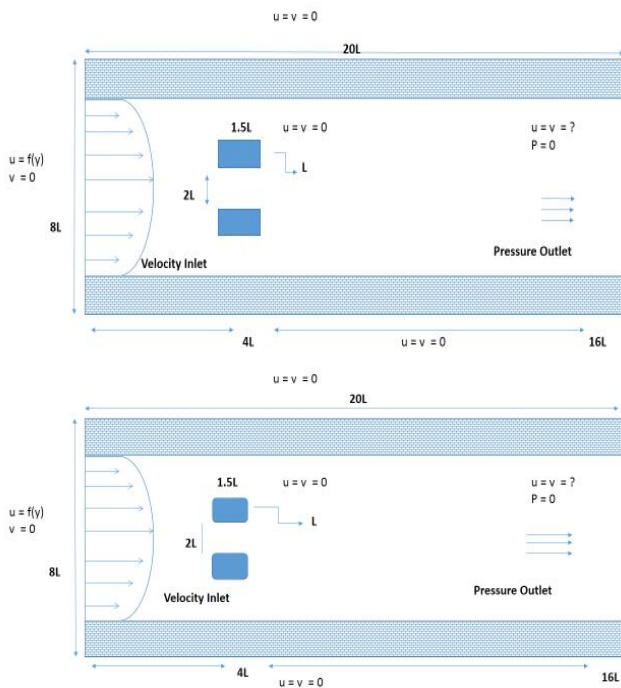 u = v = 0
20L
1.5L
u = v = 0
u = v = ?
P = 0
u = f(y)
v = 0
L
2L
8L
Velocity Inlet
Pressure Outlet
4L
u = v = 0
16L
u = v = 0
20L
1.5L
u = v = 0
u = v = ?
P = 0
u = f(y)
v = 0
L
2L
8L
Velocity Inlet
Pressure Outlet
4L
u = v = 0
16L